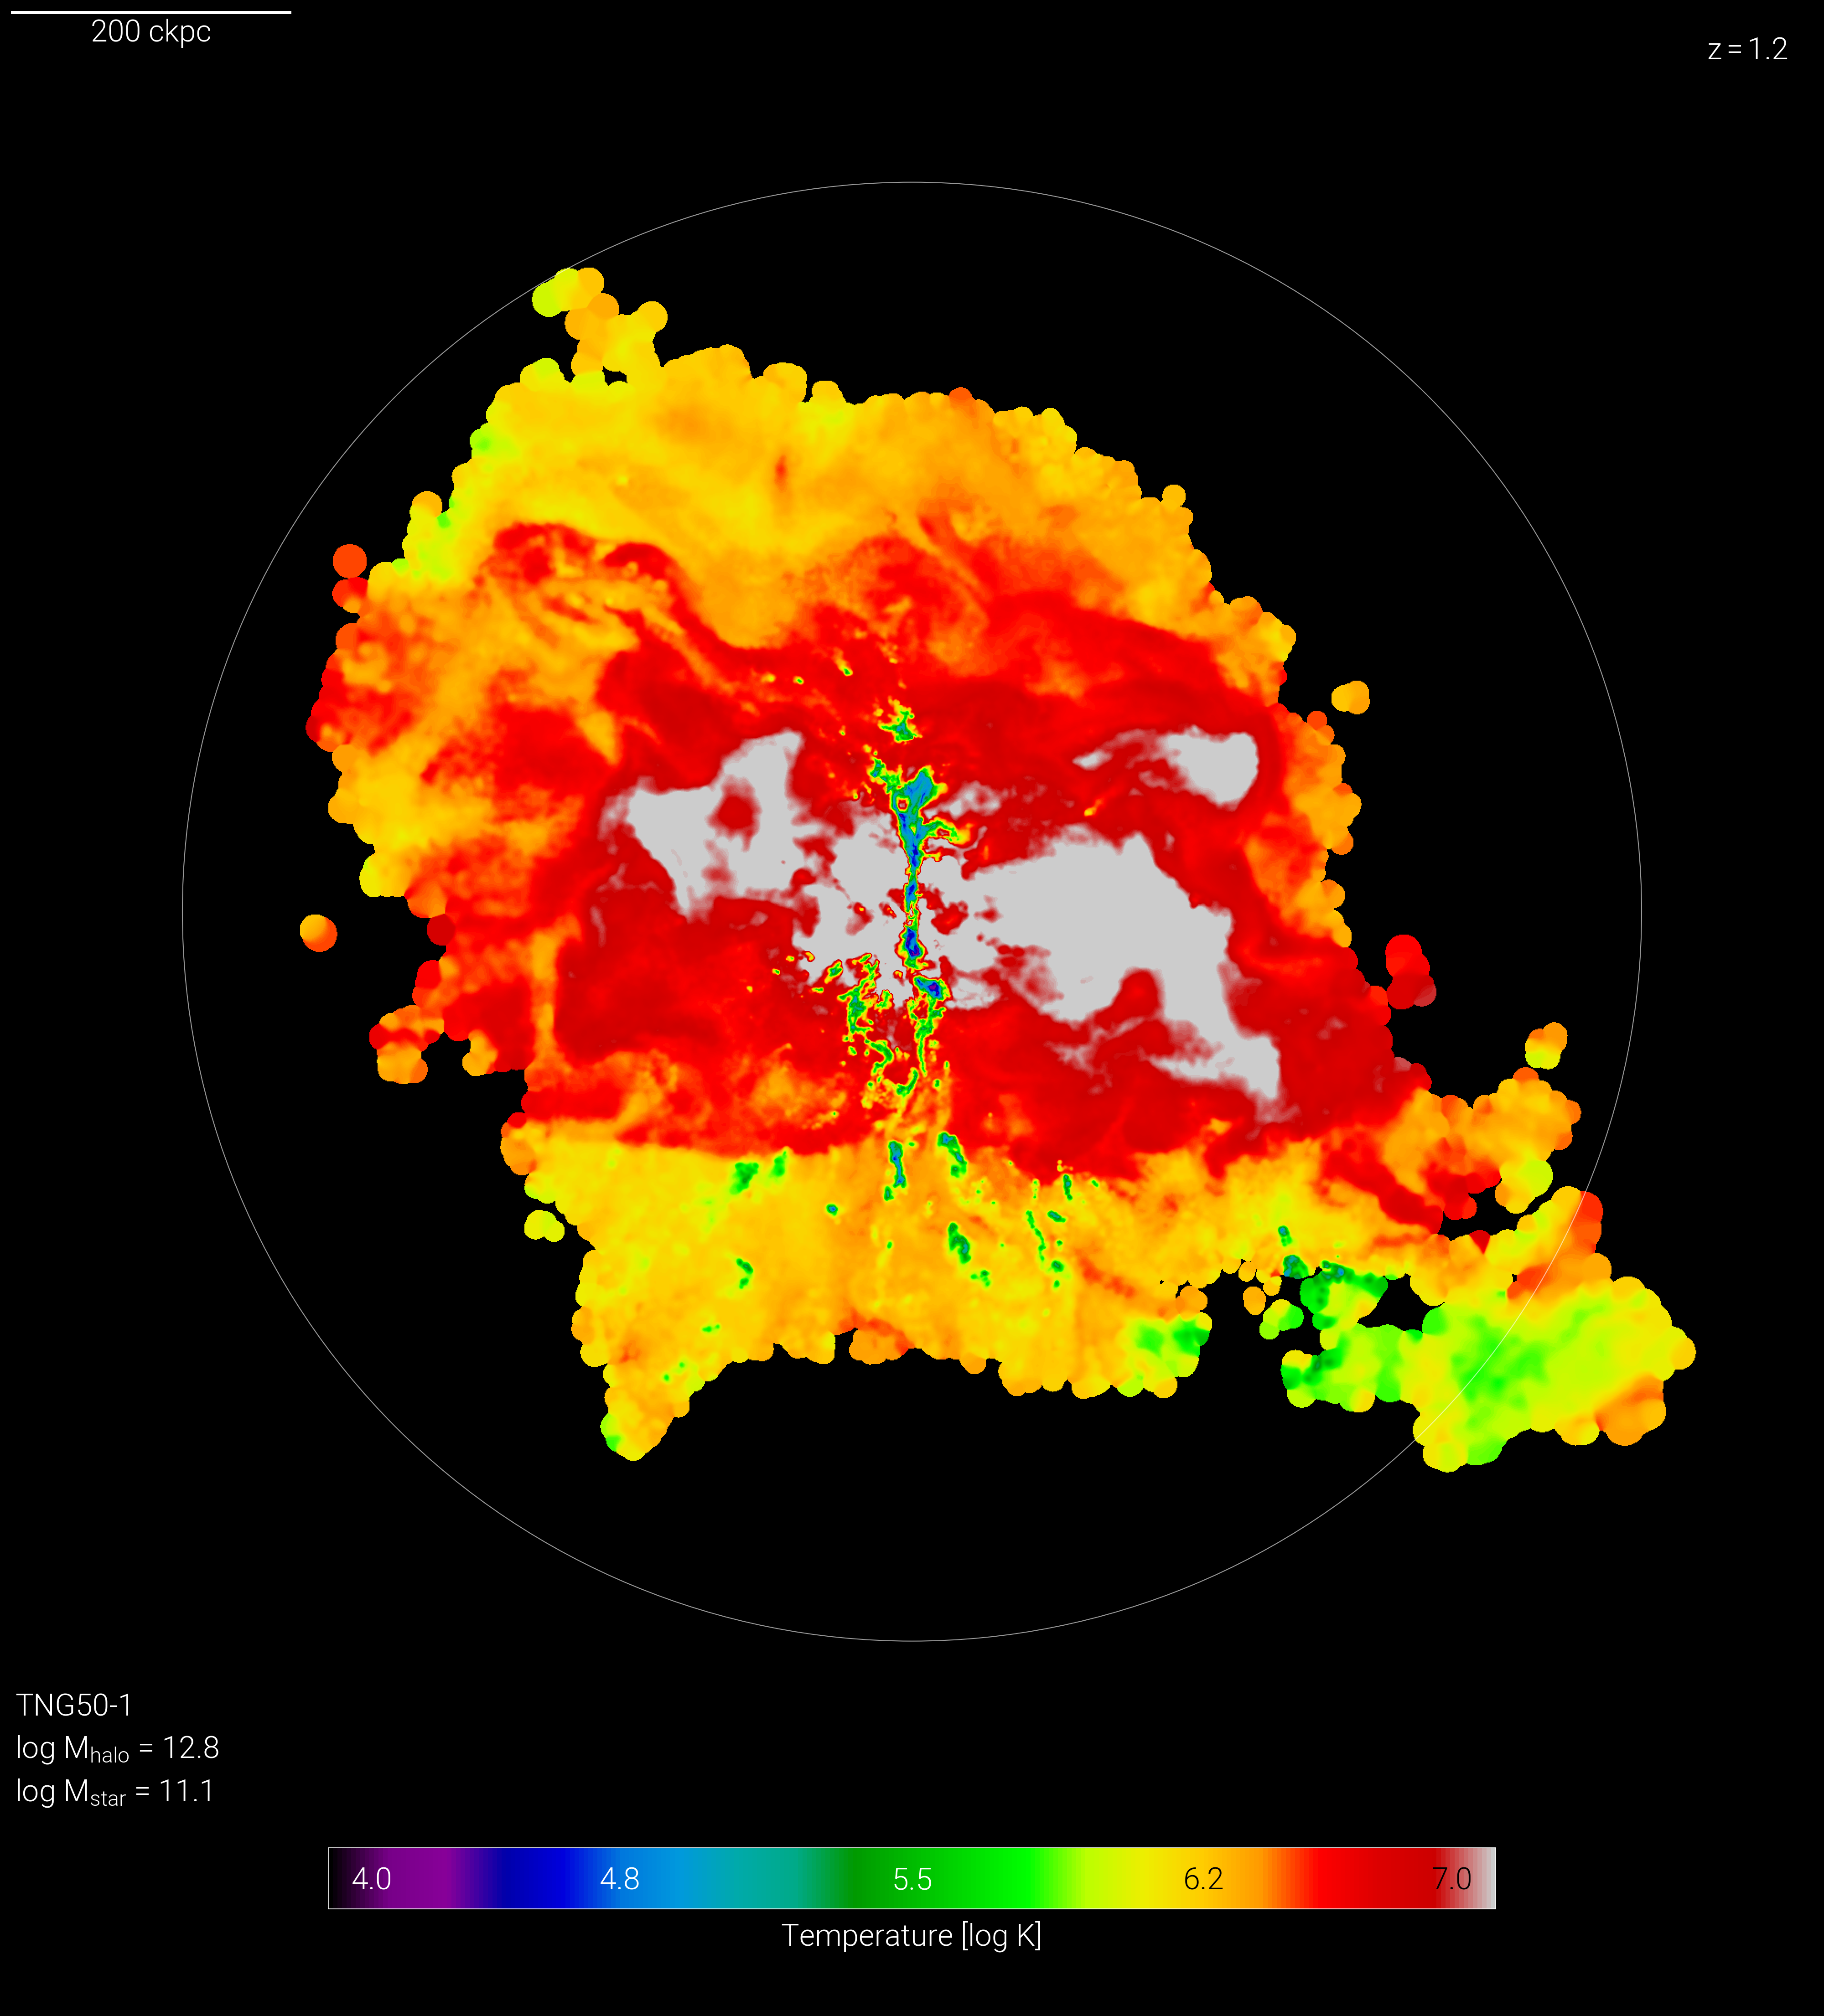 200 ckpc
z = 1.2
TNG50-1
log Mhalo = 12.8
log Mstar = 11.1
4.0 4.8 5.5 6.2 7.0
Temperature [log K]